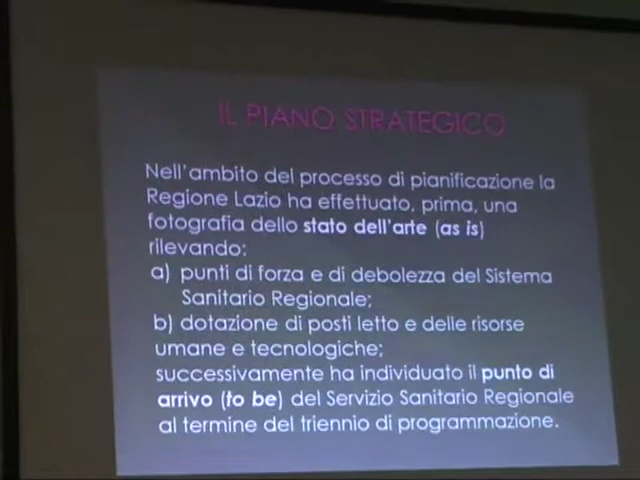 IL PIANO STRATEGICO
Nell'ambito del processo di pianificazione la
Regione Lazio ha effettuato, prima, una
fotografia dello stato dell'arte (as is)
rilevando:
a) punti di forza e di debolezza del Sistema
Sanitario Regionale;
b) dotazione di posti letto e delle risorse
umane e tecnologiche;
successivamente ha individuato il punto di
arrivo (to be) del Servizio Sanitario Regionale
al termine del triennio di programmazione.